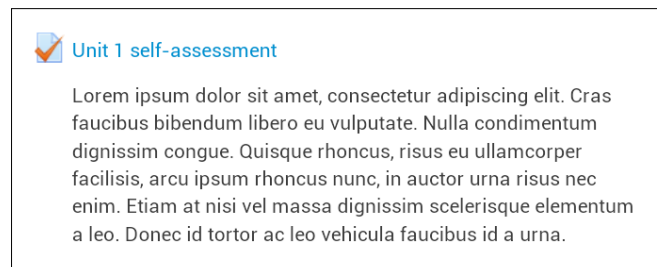 Unit 1 self-assessment
Lorem ipsum dolor sit amet, consectetur adipiscing elit. Cras
faucibus bibendum libero eu vulputate. Nulla condimentum
dignissim congue. Quisque rhoncus, risus eu ullamcorper
facilisis, arcu ipsum rhoncus nunc, in auctor urna risus nec
enim. Etiam at nisi vel massa dignissim scelerisque elementum
a leo. Donec id tortor ac leo vehicula faucibus id a urna.